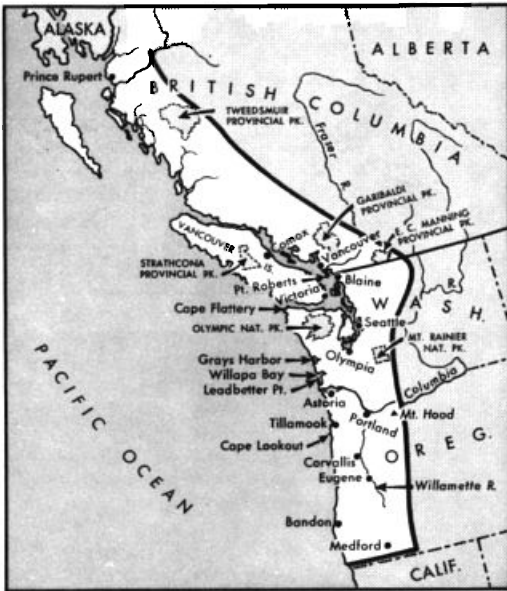 ALASKA
ALBERTA
Prince Rupert
BRITISH COLUMBIA
TWEEDSMUIR
PROVINCIAL PK.
Fraser R.
GARIBALDI
PROVINCIAL PK.
E. C. MANNING
PROVINCIAL PK.
VANCOUVER IS.
Comox
Vancouver
STRATHCONA
PROVINCIAL PK.
Pt. Roberts
Blaine
Victoria
Cape Flattery
WASH.
R.
OLYMPIC NAT. PK.
Seattle
MT. RAINIER
NAT. PK.
Olympia
Grays Harbor
Willapa Bay
Leadbetter Pt.
Columbia
Astoria
Portland
Mt. Hood
Tillamook
OREG.
Cape Lookout
Corvallis
Eugene
Willamette R.
PACIFIC OCEAN
Bandon
Medford
CALIF.